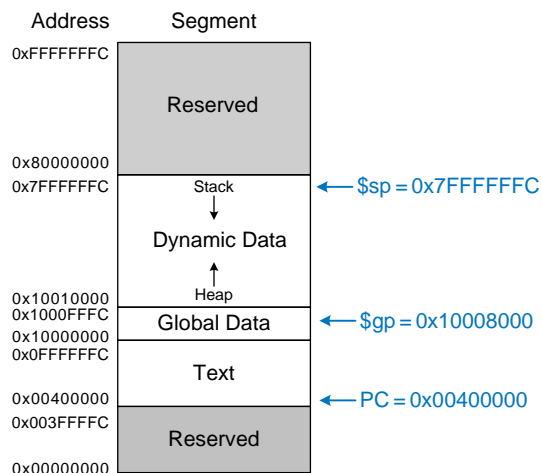 Address Segment
0xFFFFFFFC
Reserved
0x80000000
0x7FFFFFFC Stack $sp = 0x7FFFFFFC
Dynamic Data
0x10010000 Heap
0x1000FFFC
Global Data $gp = 0x10008000
0x10000000
0x0FFFFFFC
Text
0x00400000 PC = 0x00400000
0x003FFFFC
Reserved
0x00000000